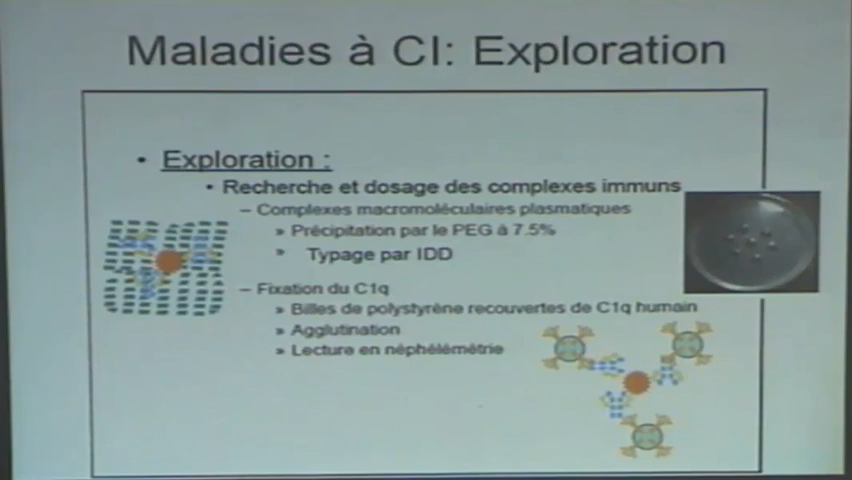 Maladies à CI: Exploration
• Exploration :
• Recherche et dosage des complexes immuns
– Complexes macromoléculaires plasmatiques
» Précipitation par le PEG à 7.5%
» Typage par IDD
– Fixation du C1q
» Billes de polystyrène recouvertes de C1q humain
» Agglutination
» Lecture en néphélémétrie